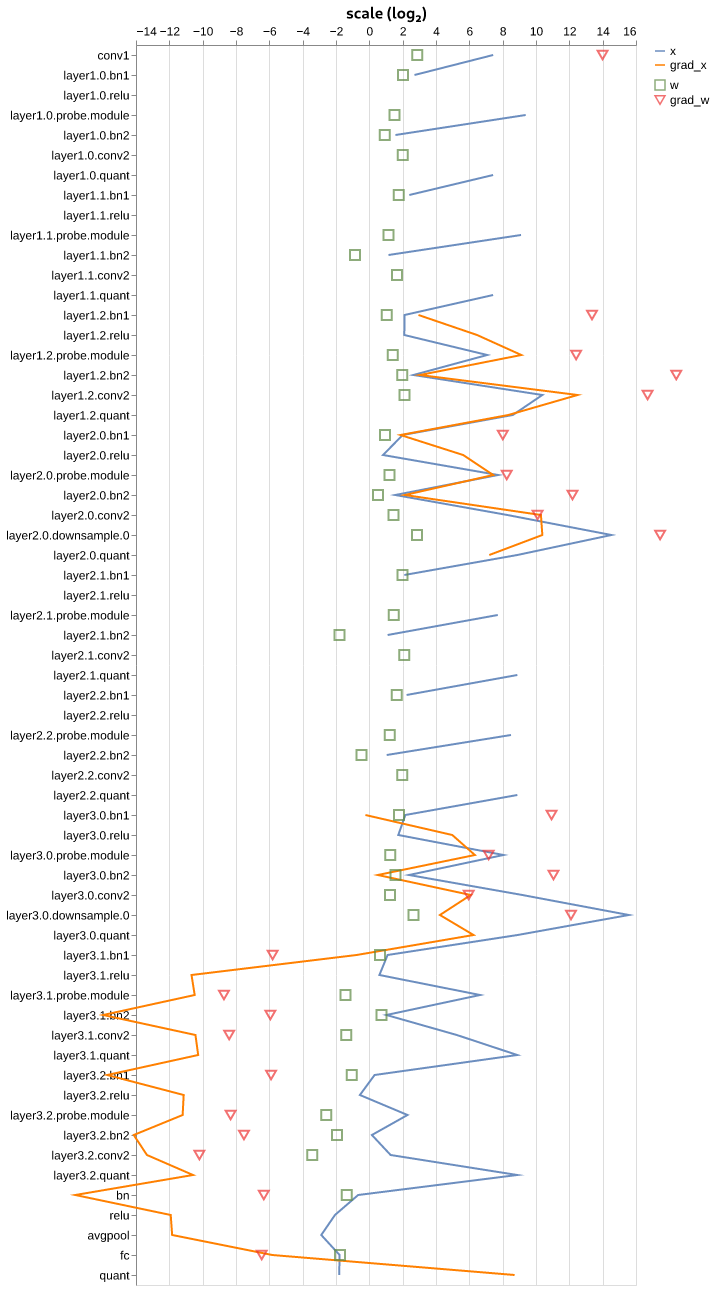 scale (log₂)
−14 −12 −10 −8 −6 −4 −2 0 2 4 6 8 10 12 14 16
x
grad_x
w
grad_w
conv1
layer1.0.bn1
layer1.0.relu
layer1.0.probe.module
layer1.0.bn2
layer1.0.conv2
layer1.0.quant
layer1.1.bn1
layer1.1.relu
layer1.1.probe.module
layer1.1.bn2
layer1.1.conv2
layer1.1.quant
layer1.2.bn1
layer1.2.relu
layer1.2.probe.module
layer1.2.bn2
layer1.2.conv2
layer1.2.quant
layer2.0.bn1
layer2.0.relu
layer2.0.probe.module
layer2.0.bn2
layer2.0.conv2
layer2.0.downsample.0
layer2.0.quant
layer2.1.bn1
layer2.1.relu
layer2.1.probe.module
layer2.1.bn2
layer2.1.conv2
layer2.1.quant
layer2.2.bn1
layer2.2.relu
layer2.2.probe.module
layer2.2.bn2
layer2.2.conv2
layer2.2.quant
layer3.0.bn1
layer3.0.relu
layer3.0.probe.module
layer3.0.bn2
layer3.0.conv2
layer3.0.downsample.0
layer3.0.quant
layer3.1.bn1
layer3.1.relu
layer3.1.probe.module
layer3.1.bn2
layer3.1.conv2
layer3.1.quant
layer3.2.bn1
layer3.2.relu
layer3.2.probe.module
layer3.2.bn2
layer3.2.conv2
layer3.2.quant
bn
relu
avgpool
fc
quant